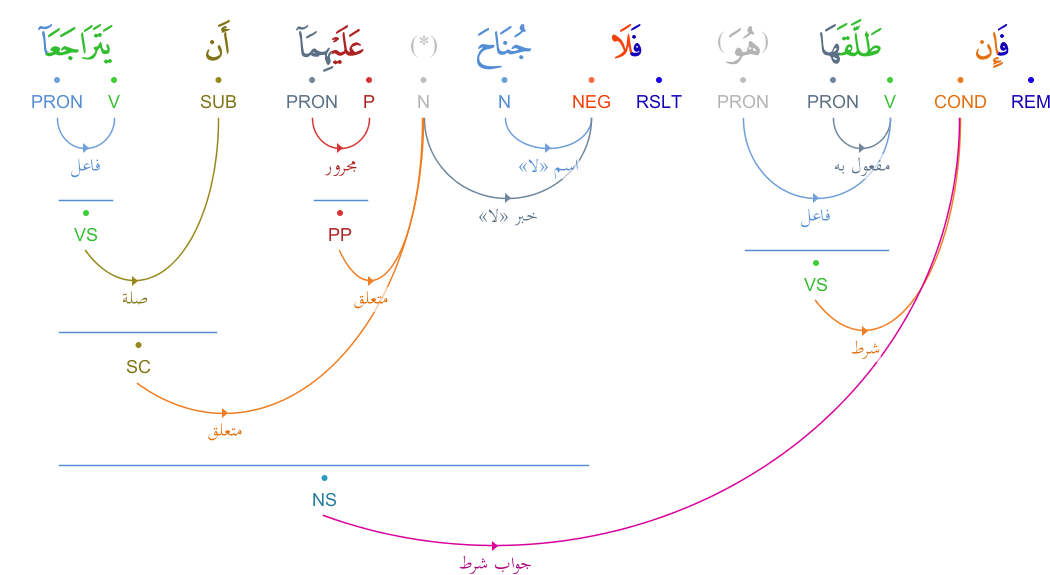 فَإِن طَلَّقَهَا (هُوَ) فَلَا جُنَاحَ (*) عَلَيْهِمَآ أَن يَتَرَاجَعَآ
REM COND V PRON PRON RSLT NEG N N P PRON SUB V PRON
فاعل مجرور اسم «لا» مفعول به
خبر «لا» فاعل
VS PP
VS
صلة متعلق
شرط
SC
متعلق
NS
جواب شرط